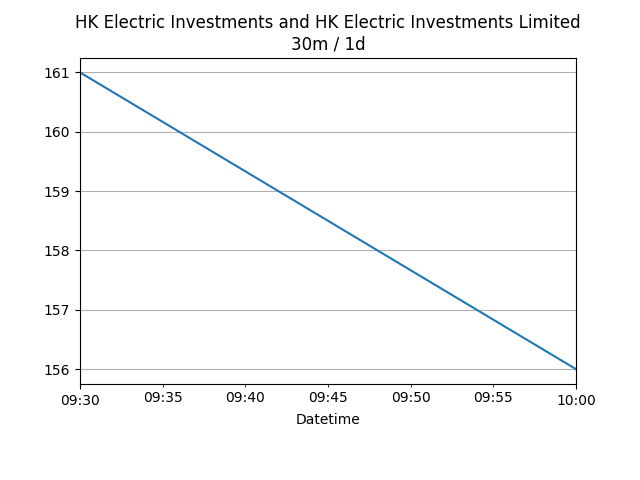 HK Electric Investments and HK Electric Investments Limited
30m / 1d
161
160
159
158
157
156
09:30 09:35 09:40 09:45 09:50 09:55 10:00
Datetime